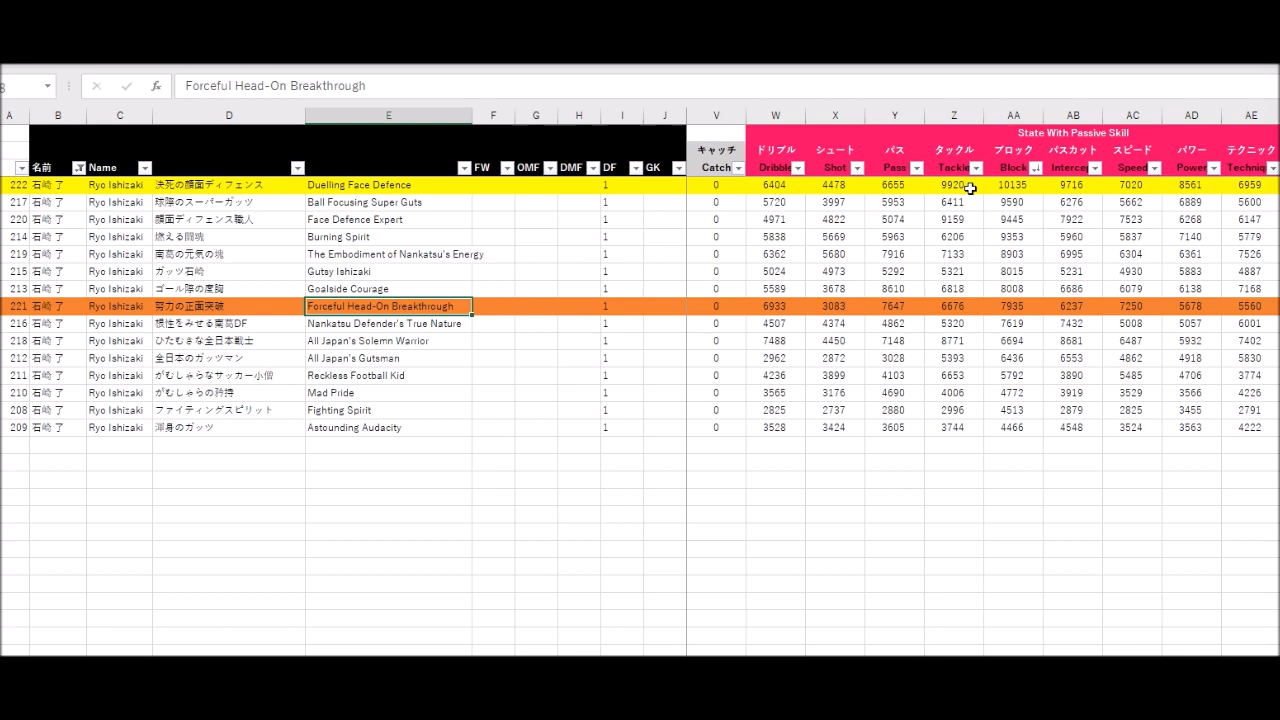 Forceful Head-On Breakthrough
A B C D E F G H I J V W X Y Z AA AB AC AD AE
State With Passive Skill
キャッチ ドリブル シュート パス タックル ブロック パスカット スピード パワー テクニック
名前 Name FW OMF DMF DF GK Catch Dribble Shot Pass Tackle Block Intercep Speed Power Techniq
222 石崎 了 Ryo Ishizaki 決死の顔面ディフェンス Duelling Face Defence 1 0 6404 4478 6655 9920 10135 9716 7020 8561 6959
217 石崎 了 Ryo Ishizaki 球際のスーパーガッツ Ball Focusing Super Guts 1 0 5720 3997 5953 6411 9590 6276 5662 6889 5600
220 石崎 了 Ryo Ishizaki 顔面ディフェンス職人 Face Defence Expert 1 0 4971 4822 5074 9159 9445 7922 7523 6268 6147
214 石崎 了 Ryo Ishizaki 燃える闘魂 Burning Spirit 1 0 5838 5669 5963 6206 9353 5960 5837 7140 5779
219 石崎 了 Ryo Ishizaki 南葛の元気の塊 The Embodiment of Nankatsu's Energy 1 0 6362 5680 7916 7133 8903 6995 6304 6361 7526
215 石崎 了 Ryo Ishizaki ガッツ石崎 Gutsy Ishizaki 1 0 5024 4973 5292 5321 8015 5231 4930 5883 4887
213 石崎 了 Ryo Ishizaki ゴール際の度胸 Goalside Courage 1 0 5589 3678 8610 6818 8008 6686 6079 6138 7168
221 石崎 了 Ryo Ishizaki 努力の正面突破 Forceful Head-On Breakthrough 1 0 6933 3083 7647 6676 7935 6237 7250 5678 5560
216 石崎 了 Ryo Ishizaki 根性をみせる南葛DF Nankatsu Defender's True Nature 1 0 4507 4374 4862 5320 7619 7432 5008 5057 6001
218 石崎 了 Ryo Ishizaki ひたむきな全日本戦士 All Japan's Solemn Warrior 1 0 7488 4450 7148 8771 6694 8681 6487 5932 7402
212 石崎 了 Ryo Ishizaki 全日本のガッツマン All Japan's Gutsman 1 0 2962 2872 3028 5393 6436 6553 4862 4918 5830
211 石崎 了 Ryo Ishizaki がむしゃらなサッカー小僧 Reckless Football Kid 1 0 4236 3899 4103 6653 5792 3890 5485 4706 3774
210 石崎 了 Ryo Ishizaki がむしゃらの矜持 Mad Pride 1 0 3565 3176 4690 4006 4772 3919 3539 3566 4226
208 石崎 了 Ryo Ishizaki ファイティングスピリット Fighting Spirit 1 0 2825 2737 2880 2996 4513 2879 2825 3455 2791
209 石崎 了 Ryo Ishizaki 渾身のガッツ Astounding Audacity 1 0 3528 3424 3605 3744 4466 4548 3524 3563 4222